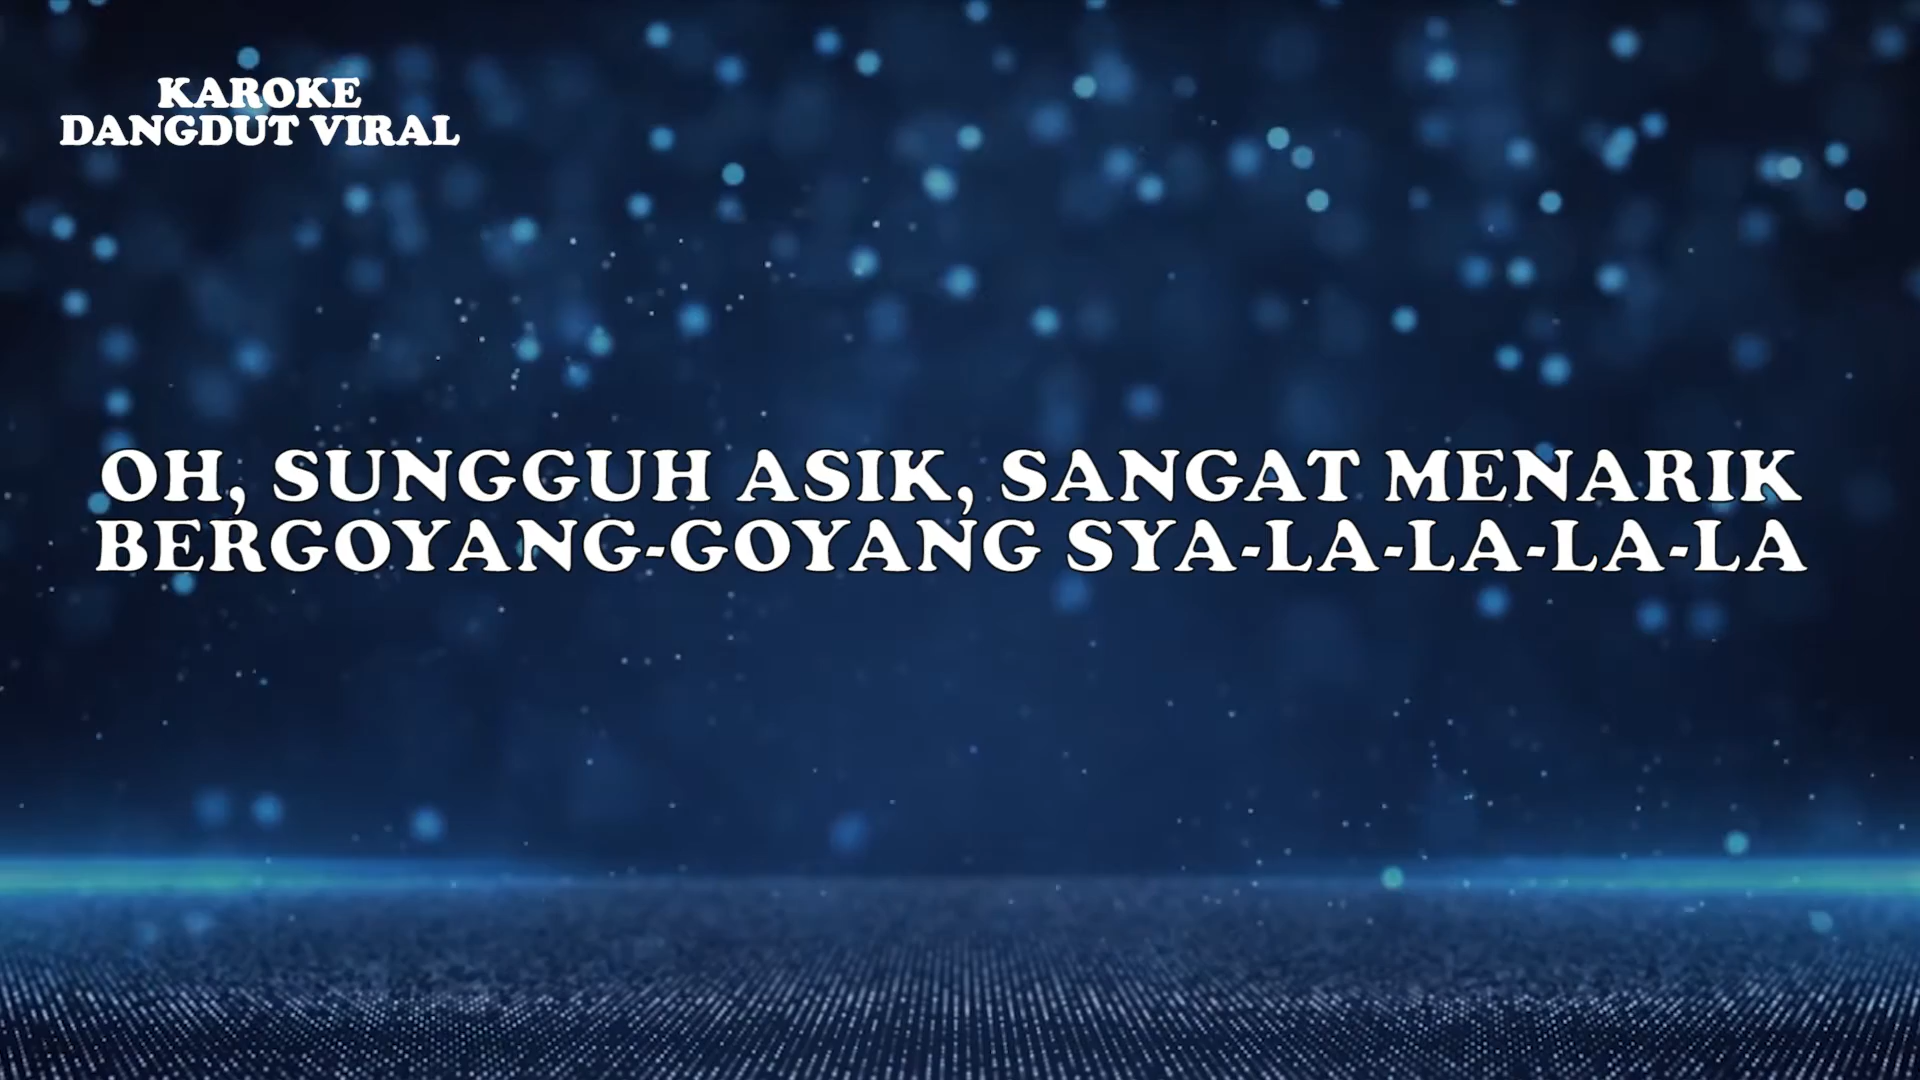 KAROKE
DANGDUT VIRAL
OH, SUNGGUH ASIK, SANGAT MENARIK
BERGOYANG-GOYANG SYA-LA-LA-LA-LA